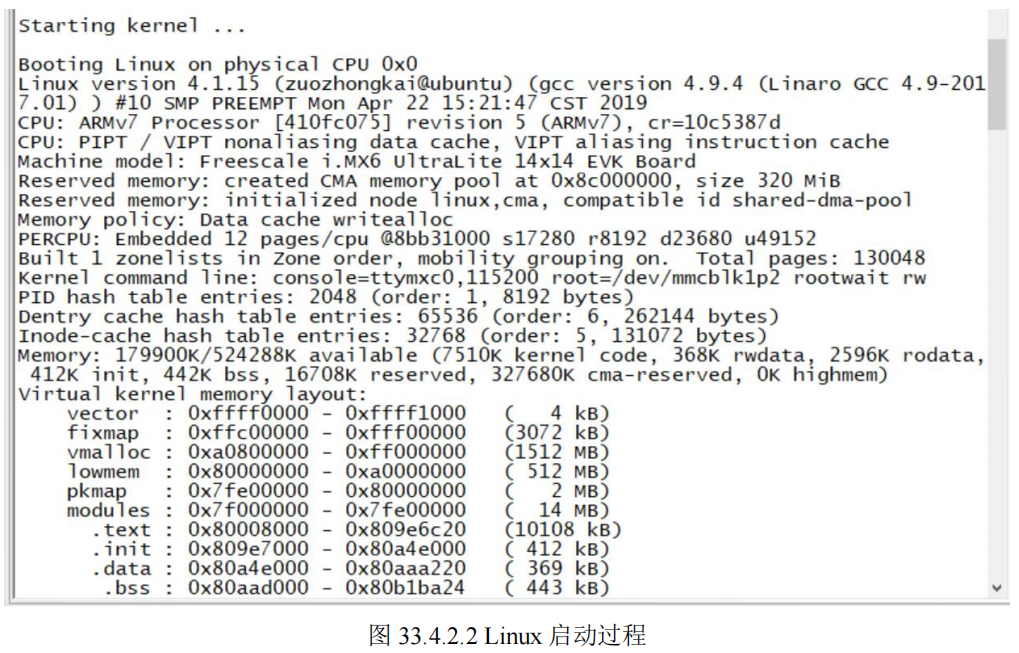 Starting kernel ...
Booting Linux on physical CPU 0x0
Linux version 4.1.15 (zuozhongkai@ubuntu) (gcc version 4.9.4 (Linaro GCC 4.9-201
7.01) ) #10 SMP PREEMPT Mon Apr 22 15:21:47 CST 2019
CPU: ARMv7 Processor [410fc075] revision 5 (ARMv7), cr=10c5387d
CPU: PIPT / VIPT nonaliasing data cache, VIPT aliasing instruction cache
Machine model: Freescale i.MX6 UltraLite 14x14 EVK Board
Reserved memory: created CMA memory pool at 0x8c000000, size 320 MiB
Reserved memory: initialized node linux,cma, compatible id shared-dma-pool
Memory policy: Data cache writealloc
PERCPU: Embedded 12 pages/cpu @8bb31000 s17280 r8192 d23680 u49152
Built 1 zonelists in Zone order, mobility grouping on.  Total pages: 130048
Kernel command line: console=ttymxc0,115200 root=/dev/mmcblk1p2 rootwait rw
PID hash table entries: 2048 (order: 1, 8192 bytes)
Dentry cache hash table entries: 65536 (order: 6, 262144 bytes)
Inode-cache hash table entries: 32768 (order: 5, 131072 bytes)
Memory: 179900K/524288K available (7510K kernel code, 368K rwdata, 2596K rodata,
 412K init, 442K bss, 16708K reserved, 327680K cma-reserved, 0K highmem)
Virtual kernel memory layout:
    vector  : 0xffff0000 - 0xffff1000   (   4 kB)
    fixmap  : 0xffc00000 - 0xfff00000   (3072 kB)
    vmalloc : 0xa0800000 - 0xff000000   (1512 MB)
    lowmem  : 0x80000000 - 0xa0000000   ( 512 MB)
    pkmap   : 0x7fe00000 - 0x80000000   (   2 MB)
    modules : 0x7f000000 - 0x7fe00000   (  14 MB)
      .text : 0x80008000 - 0x809e6c20   (10108 kB)
      .init : 0x809e7000 - 0x80a4e000   ( 412 kB)
      .data : 0x80a4e000 - 0x80aaa220   ( 369 kB)
       .bss : 0x80aad000 - 0x80b1ba24   ( 443 kB)
图 33.4.2.2 Linux 启动过程